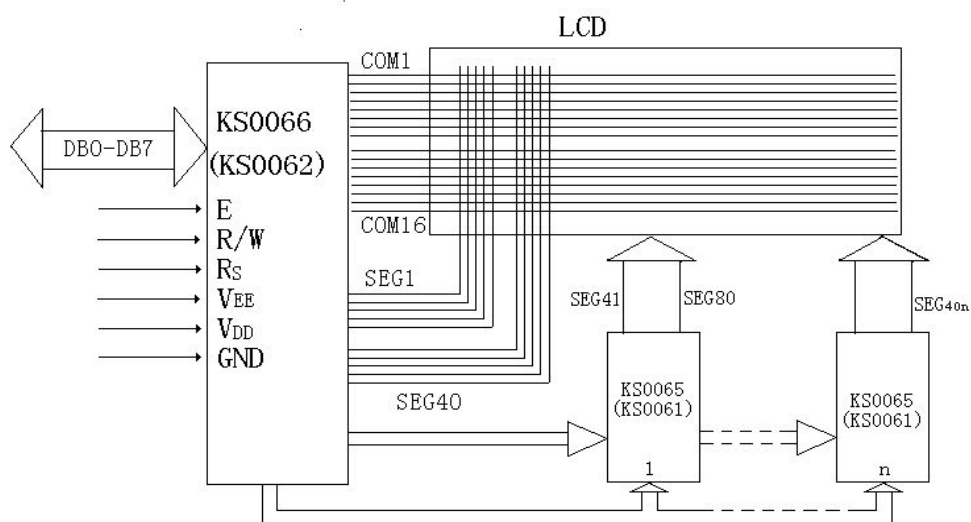 LCD
COM1
KS0066
(KS0062)
DB0-DB7
E
R/W
RS
VEE
VDD
GND
COM16
SEG1
SEG40
SEG41
SEG80
SEG40n
KS0065
(KS0061)
1
KS0065
(KS0061)
n